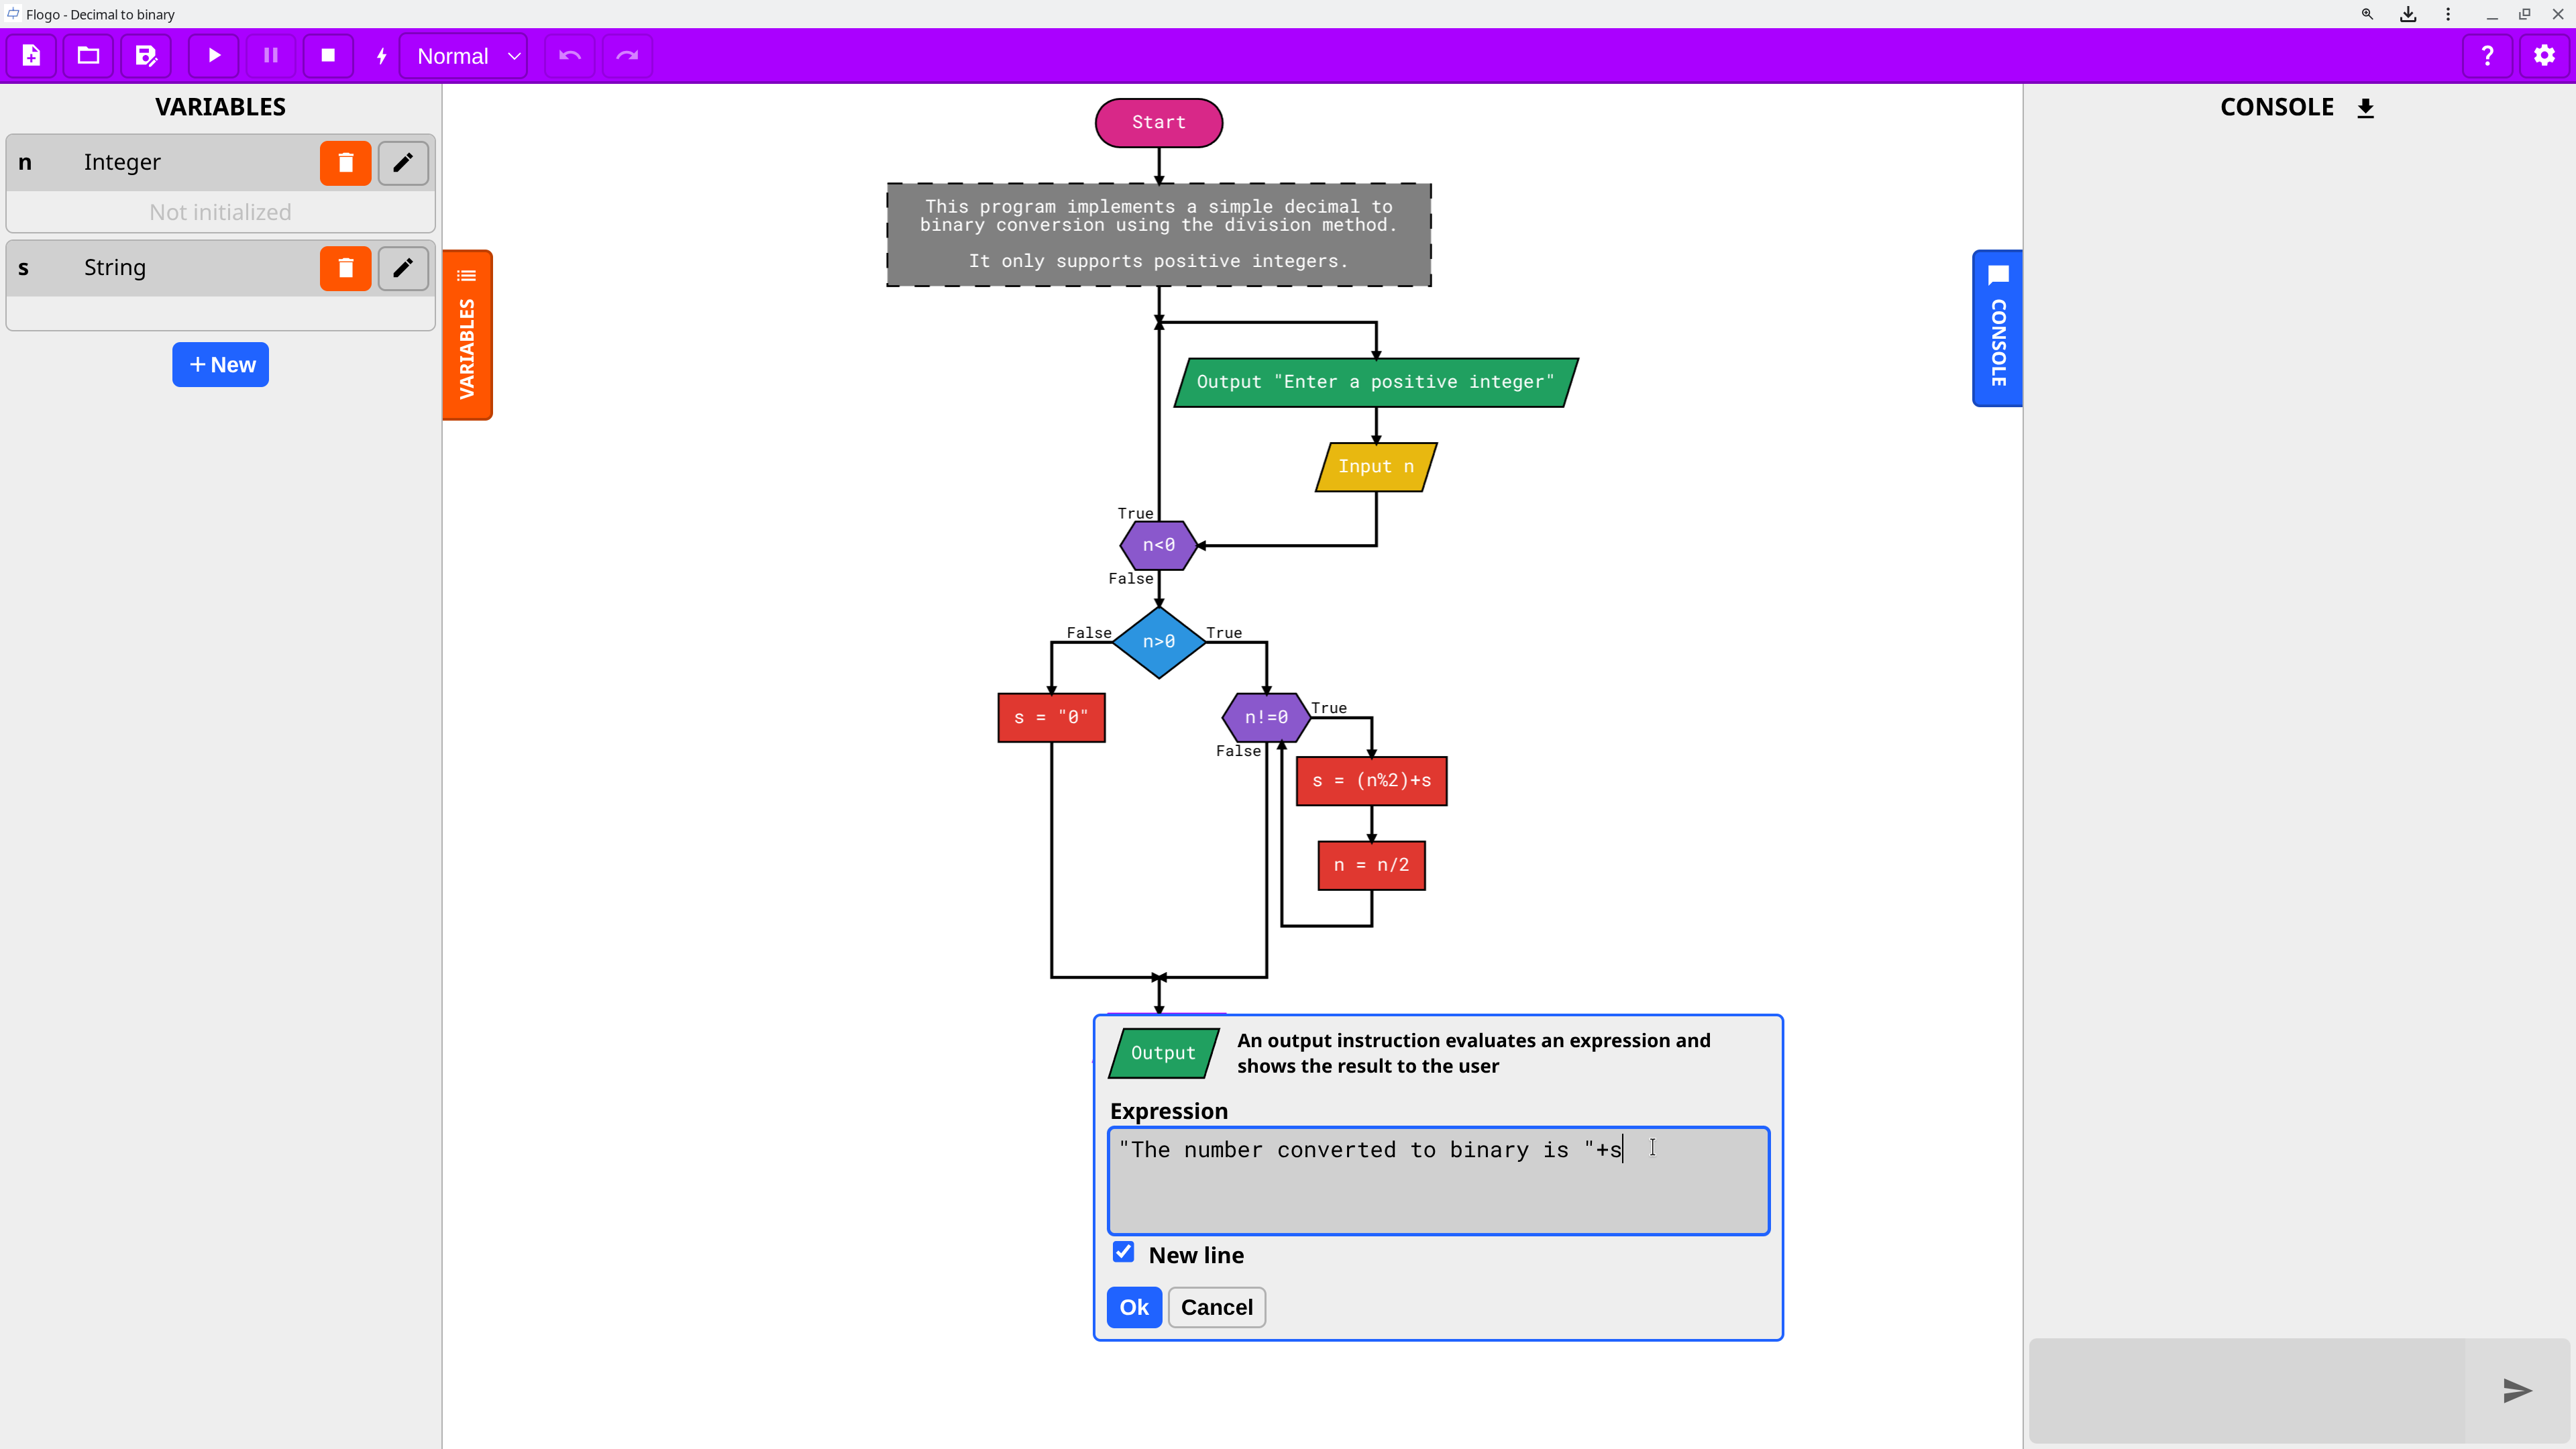 Flogo - Decimal to binary
Normal
?
VARIABLES
n Integer
Not initialized
s String
+ New
VARIABLES
Start
This program implements a simple decimal to
binary conversion using the division method.
It only supports positive integers.
Output "Enter a positive integer"
Input n
True
n<0
False
False
n>0
True
s = "0"
n!=0
True
False
s = (n%2)+s
n = n/2
Output
An output instruction evaluates an expression and
shows the result to the user
Expression
"The number converted to binary is "+s
New line
Ok
Cancel
CONSOLE
CONSOLE